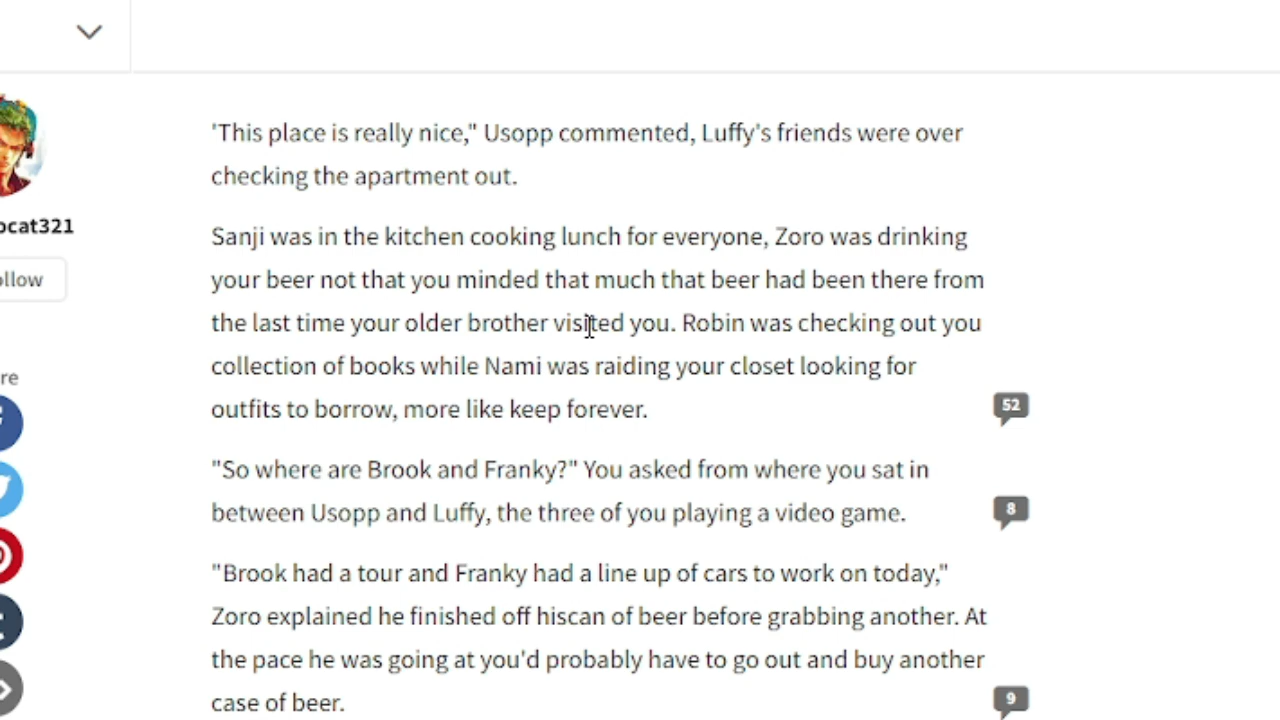 'This place is really nice," Usopp commented, Luffy's friends were over
checking the apartment out.
ocat321
Sanji was in the kitchen cooking lunch for everyone, Zoro was drinking
ollow
your beer not that you minded that much that beer had been there from
the last time your older brother visited you. Robin was checking out you
collection of books while Nami was raiding your closet looking for
re
outfits to borrow, more like keep forever.
52
"So where are Brook and Franky?" You asked from where you sat in
between Usopp and Luffy, the three of you playing a video game.
8
"Brook had a tour and Franky had a line up of cars to work on today,"
Zoro explained he finished off hiscan of beer before grabbing another. At
the pace he was going at you'd probably have to go out and buy another
case of beer.
9